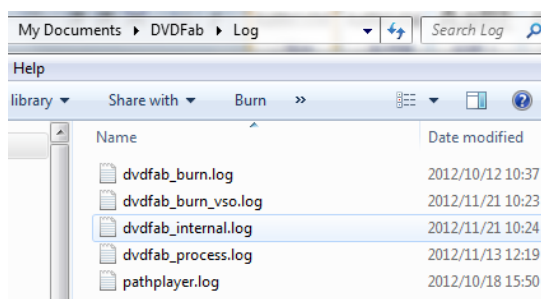 My Documents ▸ DVDFab ▸ Log Search Log
Help
library Share with Burn »
Name Date modified
dvdfab_burn.log 2012/10/12 10:37
dvdfab_burn_vso.log 2012/11/21 10:23
dvdfab_internal.log 2012/11/21 10:24
dvdfab_process.log 2012/11/13 12:19
pathplayer.log 2012/10/18 15:50